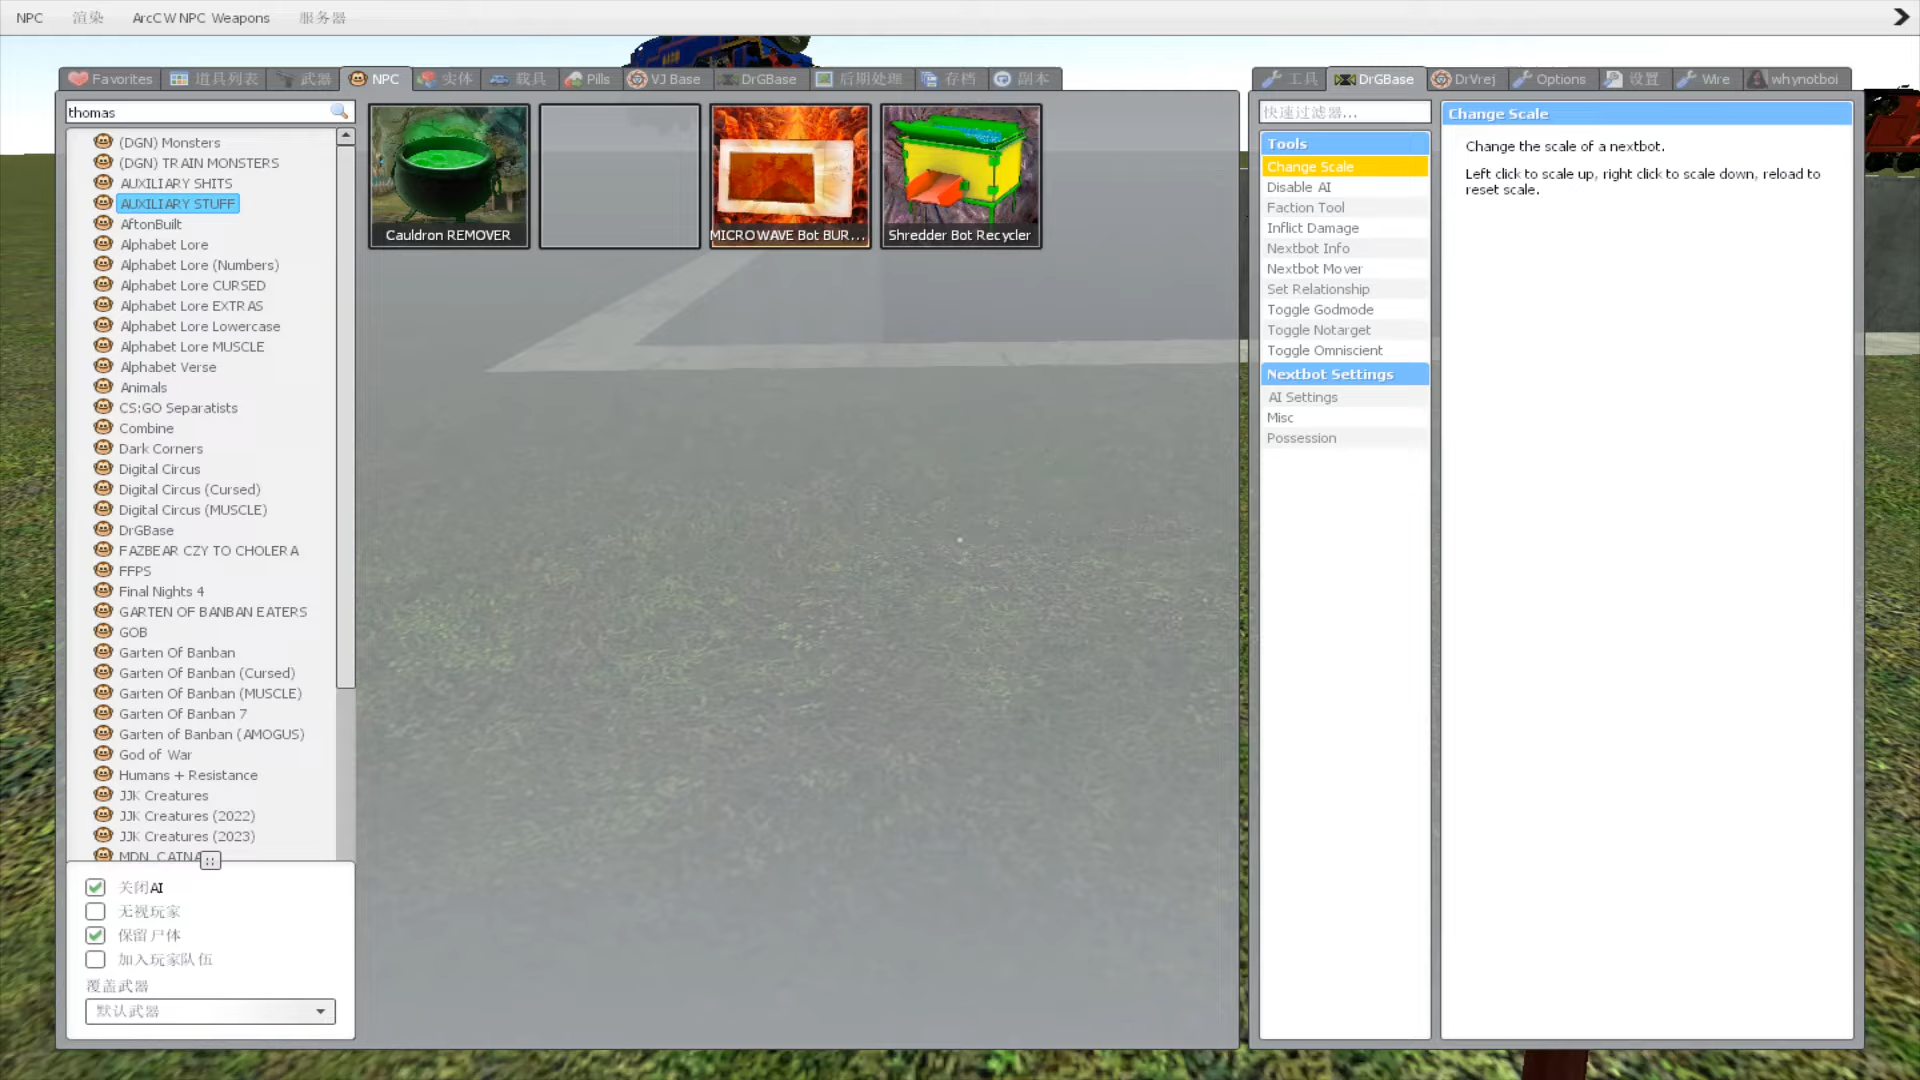 NPC 渲染 ArcCW NPC Weapons 服务器
Favorites 道具列表 武器 NPC 实体 载具 Pills VJ Base DrGBase 后期处理 存档 副本
工具 DrGBase DrVrej Options 设置 Wire whynotboi
thomas
(DGN) Monsters
(DGN) TRAIN MONSTERS
AUXILIARY SHITS
AUXILIARY STUFF
AftonBuilt
Alphabet Lore
Alphabet Lore (Numbers)
Alphabet Lore CURSED
Alphabet Lore EXTRAS
Alphabet Lore Lowercase
Alphabet Lore MUSCLE
Alphabet Verse
Animals
CS:GO Separatists
Combine
Dark Corners
Digital Circus
Digital Circus (Cursed)
Digital Circus (MUSCLE)
DrGBase
FAZBEAR CZY TO CHOLERA
FFPS
Final Nights 4
GARTEN OF BANBAN EATERS
GOB
Garten Of Banban
Garten Of Banban (Cursed)
Garten Of Banban (MUSCLE)
Garten Of Banban 7
Garten of Banban (AMOGUS)
God of War
Humans + Resistance
JJK Creatures
JJK Creatures (2022)
JJK Creatures (2023)
MDN CATNA
关闭AI
无视玩家
保留尸体
加入玩家队伍
覆盖武器
默认武器
Cauldron REMOVER
MICROWAVE Bot BUR...
Shredder Bot Recycler
快速过滤器...
Tools
Change Scale
Disable AI
Faction Tool
Inflict Damage
Nextbot Info
Nextbot Mover
Set Relationship
Toggle Godmode
Toggle Notarget
Toggle Omniscient
Nextbot Settings
AI Settings
Misc
Possession
Change Scale
Change the scale of a nextbot.
Left click to scale up, right click to scale down, reload to
reset scale.